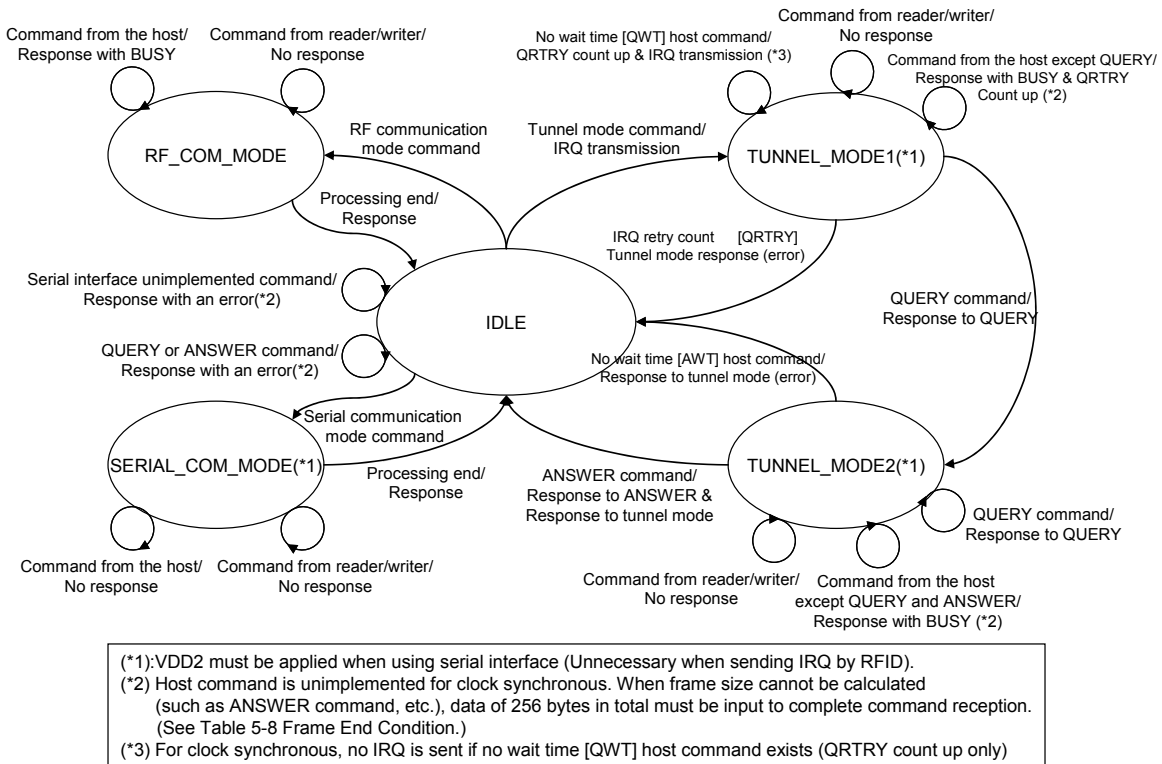 Command from the host/
Response with BUSY
Command from reader/writer/
No response
RF_COM_MODE
RF communication
mode command
Processing end/
Response
No wait time [QWT] host command/
QRTRY count up & IRQ transmission (*3)
Command from reader/writer/
No response
Command from the host except QUERY/
Response with BUSY & QRTRY
Count up (*2)
Tunnel mode command/
IRQ transmission
TUNNEL_MODE1(*1)
IRQ retry count [QRTRY]
Tunnel mode response (error)
Serial interface unimplemented command/
Response with an error(*2)
IDLE
QUERY command/
Response to QUERY
QUERY or ANSWER command/
Response with an error(*2)
No wait time [AWT] host command/
Response to tunnel mode (error)
Serial communication
mode command
SERIAL_COM_MODE(*1)
Processing end/
Response
ANSWER command/
Response to ANSWER &
Response to tunnel mode
TUNNEL_MODE2(*1)
QUERY command/
Response to QUERY
Command from the host/
No response
Command from reader/writer/
No response
Command from reader/writer/
No response
Command from the host
except QUERY and ANSWER/
Response with BUSY (*2)
(*1):VDD2 must be applied when using serial interface (Unnecessary when sending IRQ by RFID).
(*2) Host command is unimplemented for clock synchronous. When frame size cannot be calculated
(such as ANSWER command, etc.), data of 256 bytes in total must be input to complete command reception.
(See Table 5-8 Frame End Condition.)
(*3) For clock synchronous, no IRQ is sent if no wait time [QWT] host command exists (QRTRY count up only)